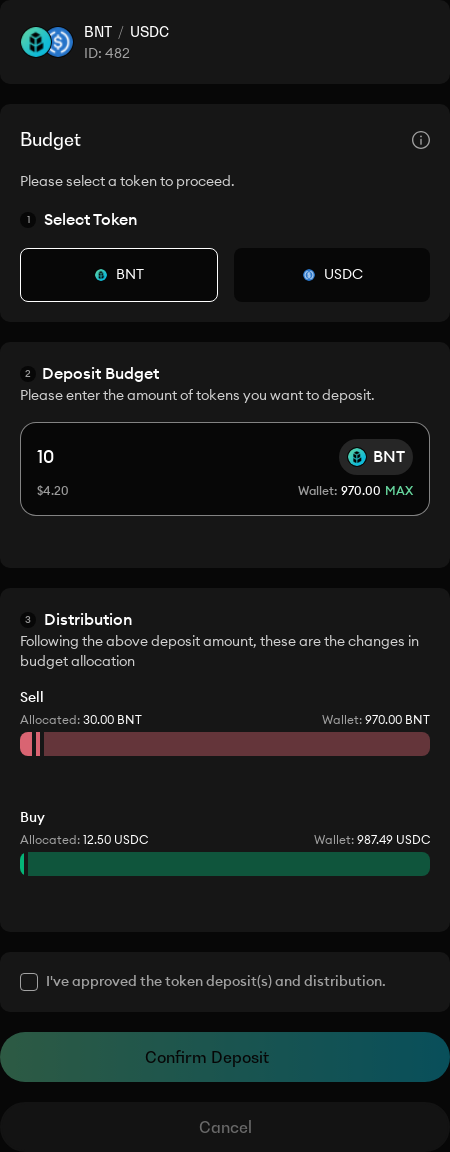 BNT / USDC
ID: 482
Budget
Please select a token to proceed.
1 Select Token
BNT
USDC
2 Deposit Budget
Please enter the amount of tokens you want to deposit.
10
BNT
$4.20
Wallet: 970.00 MAX
3 Distribution
Following the above deposit amount, these are the changes in
budget allocation
Sell
Allocated: 30.00 BNT
Wallet: 970.00 BNT
Buy
Allocated: 12.50 USDC
Wallet: 987.49 USDC
I've approved the token deposit(s) and distribution.
Confirm Deposit
Cancel